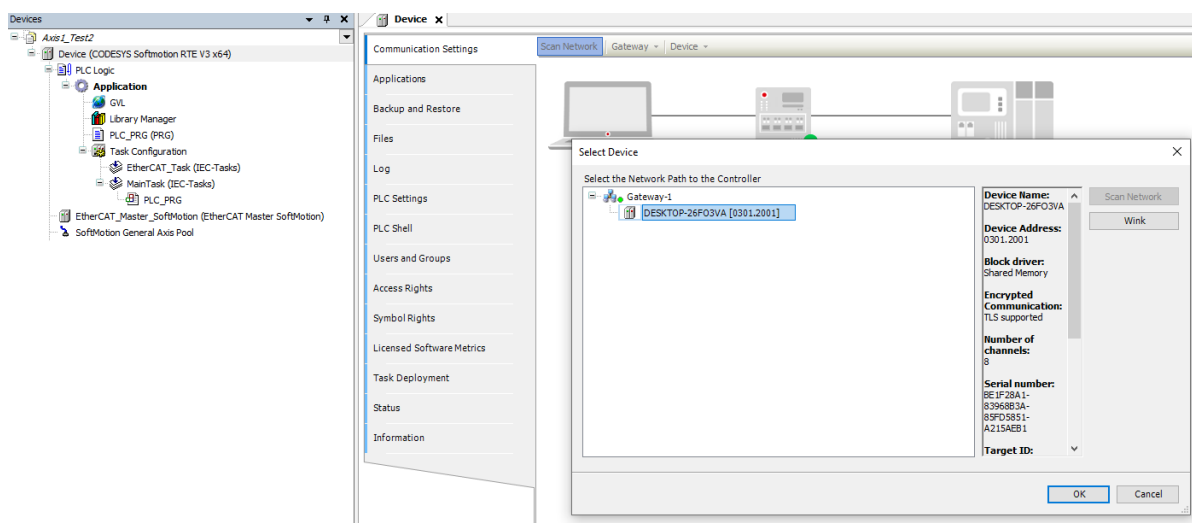 Devices
Axis1_Test2
Device (CODESYS Softmotion RTE V3 x64)
PLC Logic
Application
GVL
Library Manager
PLC_PRG (PRG)
Task Configuration
EtherCAT_Task (IEC-Tasks)
MainTask (IEC-Tasks)
PLC_PRG
EtherCAT_Master_SoftMotion (EtherCAT Master SoftMotion)
SoftMotion General Axis Pool
Device
Communication Settings
Applications
Backup and Restore
Files
Log
PLC Settings
PLC Shell
Users and Groups
Access Rights
Symbol Rights
Licensed Software Metrics
Task Deployment
Status
Information
Scan Network
Gateway
Device
Select Device
Select the Network Path to the Controller
Gateway-1
DESKTOP-26FO3VA [0301.2001]
Device Name:
DESKTOP-26FO3VA
Device Address:
0301.2001
Block driver:
Shared Memory
Encrypted
Communication:
TLS supported
Number of
channels:
8
Serial number:
BE1F28A1-
83968B3A-
85FD5851-
A215AEB1
Target ID:
Scan Network
Wink
OK
Cancel